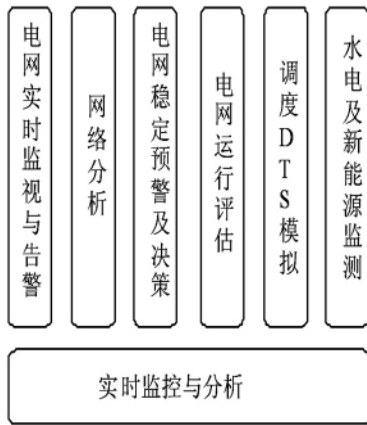 电网实时监视与告警
网络分析
电网稳定预警及决策
电网运行评估
调度DTS模拟
水电及新能源监测
实时监控与分析